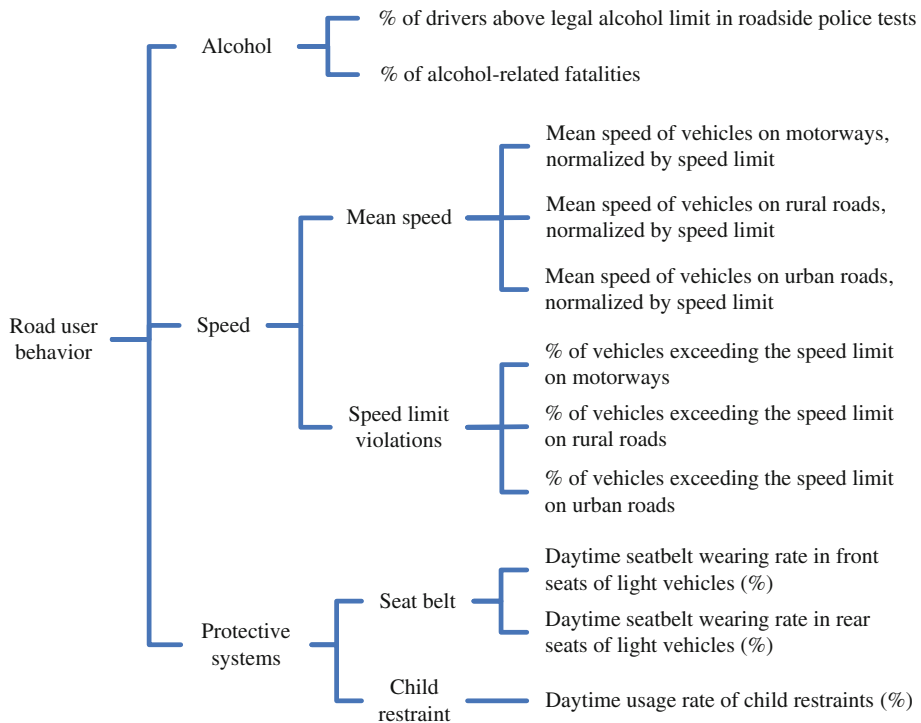 % of drivers above legal alcohol limit in roadside police tests
Alcohol
% of alcohol-related fatalities
Mean speed of vehicles on motorways,
normalized by speed limit
Mean speed
Mean speed of vehicles on rural roads,
normalized by speed limit
Mean speed of vehicles on urban roads,
normalized by speed limit
Road user
behavior
Speed
% of vehicles exceeding the speed limit
on motorways
Speed limit
violations
% of vehicles exceeding the speed limit
on rural roads
% of vehicles exceeding the speed limit
on urban roads
Daytime seatbelt wearing rate in front
seats of light vehicles (%)
Seat belt
Daytime seatbelt wearing rate in rear
seats of light vehicles (%)
Protective
systems
Child
restraint
Daytime usage rate of child restraints (%)